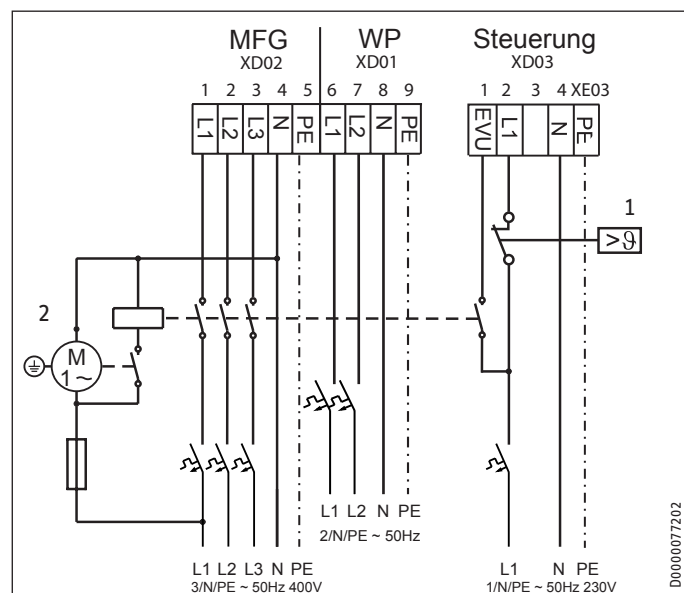 MFG WP Steuerung
XD02 XD01 XD03
1 2 3 4 5 6 7 8 9 1 2 3 4 XE03
L1 L2 L3 N PE L1 L2 N PE EVU L1 N PE
1
>ϑ
2
M
1~
L1 L2 N PE
2/N/PE ~ 50Hz
L1 L2 L3 N PE
3/N/PE ~ 50Hz 400V
L1 N PE
1/N/PE ~ 50Hz 230V
D0000077202